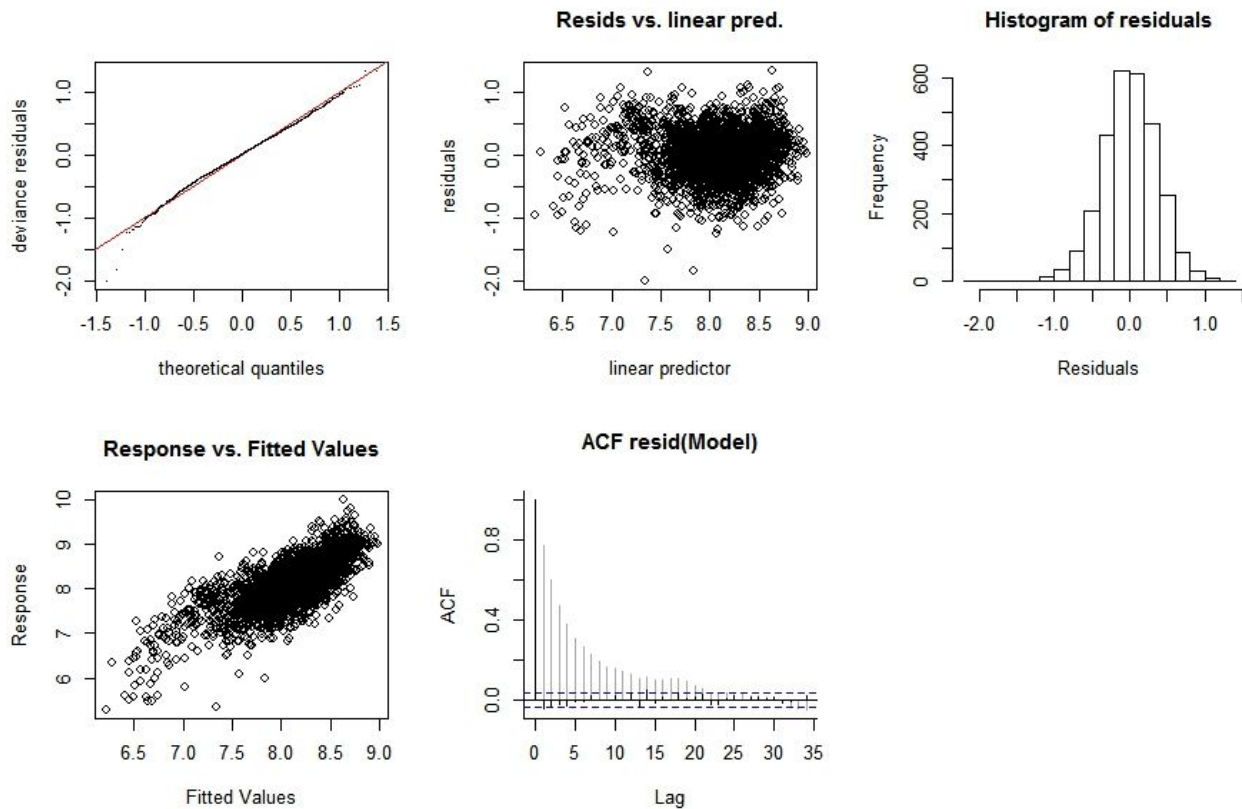 deviance residuals
1.0
0.0
-1.0
-2.0
-1.5 -1.0 -0.5 0.0 0.5 1.0 1.5
theoretical quantiles
Resids vs. linear pred.
residuals
1.0
0.0
-1.0
-2.0
6.5 7.0 7.5 8.0 8.5 9.0
linear predictor
Histogram of residuals
Frequency
600
400
200
0
-2.0 -1.0 0.0 1.0
Residuals
Response vs. Fitted Values
Response
10
9
8
7
6
6.5 7.0 7.5 8.0 8.5 9.0
Fitted Values
ACF resid(Model)
ACF
0.8
0.4
0.0
0 5 10 15 20 25 30 35
Lag